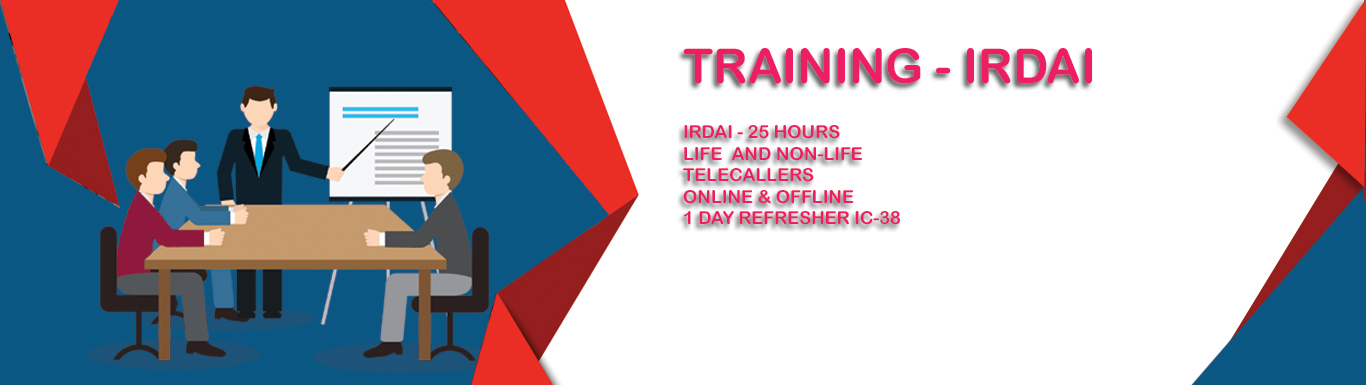 TRAINING - IRDAI
IRDAI - 25 HOURS
LIFE AND NON-LIFE
TELECALLERS
ONLINE & OFFLINE
1 DAY REFRESHER IC-38